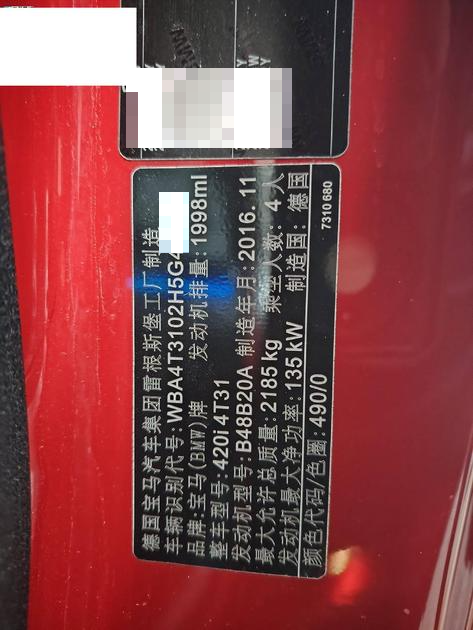 德国宝马汽车集团雷根斯堡工厂制造
车辆识别代号:WBA4T3102H5G4
品牌:宝马(BMW)牌 发动机排量:1998ml
整车型号:420i 4T31
发动机型号:B48B20A 制造年月:2016.11
最大允许总质量:2185kg 乘坐人数:4人
发动机最大净功率:135kW 制造国:德国
颜色代码/色圈:490/0
7310 680